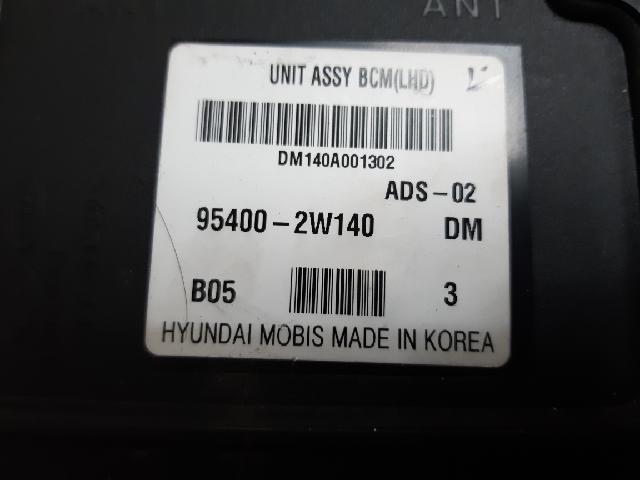 ANT
UNIT ASSY BCM(LHD)
DM140A001302
ADS-02
95400-2W140 DM
B05 3
HYUNDAI MOBIS MADE IN KOREA